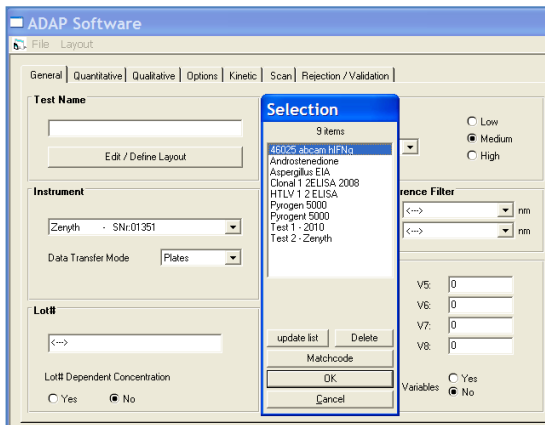 ADAP Software
File Layout
General Quantitative Qualitative Options Kinetic Scan Rejection / Validation
Test Name
Edit / Define Layout
Low
Medium
High
Instrument
Zenyth - SNr:01351
Data Transfer Mode Plates
Lot#
<--->
Lot# Dependent Concentration
Yes No
Selection
9 items
46025 abcam hIFNg
Androstenedione
Aspergillus EIA
Clonal 1 2ELISA 2008
HTLV 1 2 ELISA
Pyrogen 5000
Pyrogent 5000
Test 1 - 2010
Test 2 - Zenyth
update list Delete
Matchcode
OK
Cancel
rence Filter
<---> nm
<---> nm
V5: 0
V6: 0
V7: 0
V8: 0
Variables Yes
No